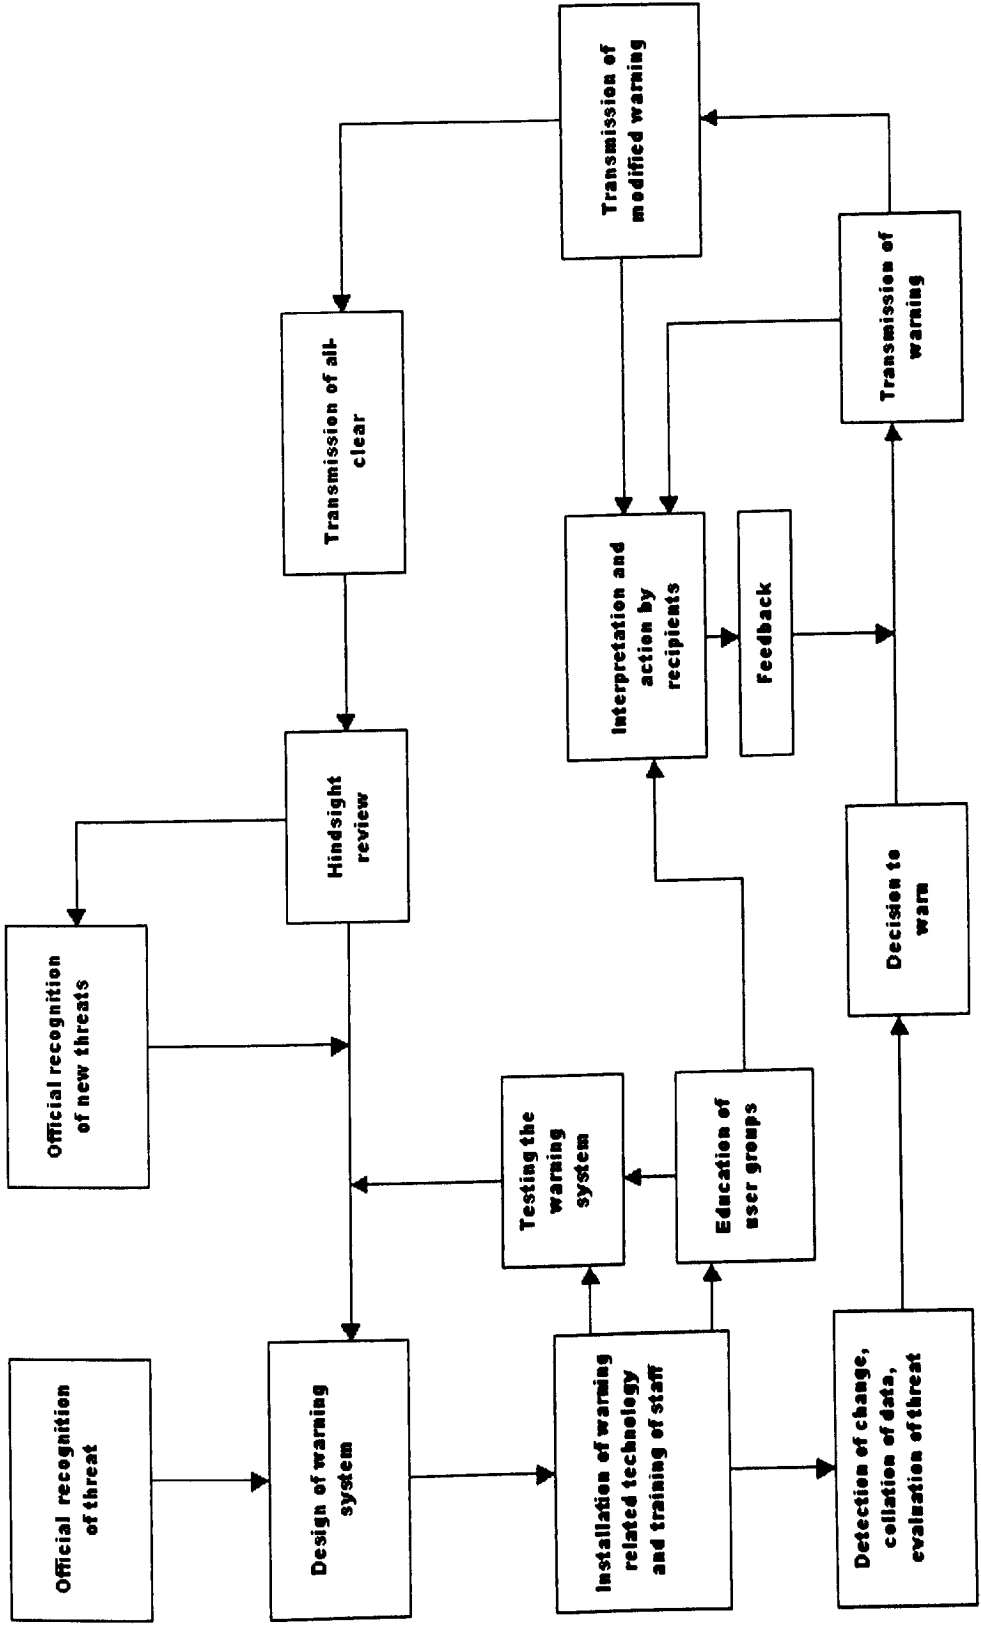 Official recognition
of threat
Official recognition
of new threats
Design of warning
system
Hindsight
review
Transmission of all-
clear
Installation of warning
related technology
and training of staff
Testing the
warning
system
Education of
user groups
Interpretation and
action by
recipients
Feedback
Transmission of
modified warning
Detection of change,
collation of data,
evaluation of threat
Decision to
warn
Transmission of
warning